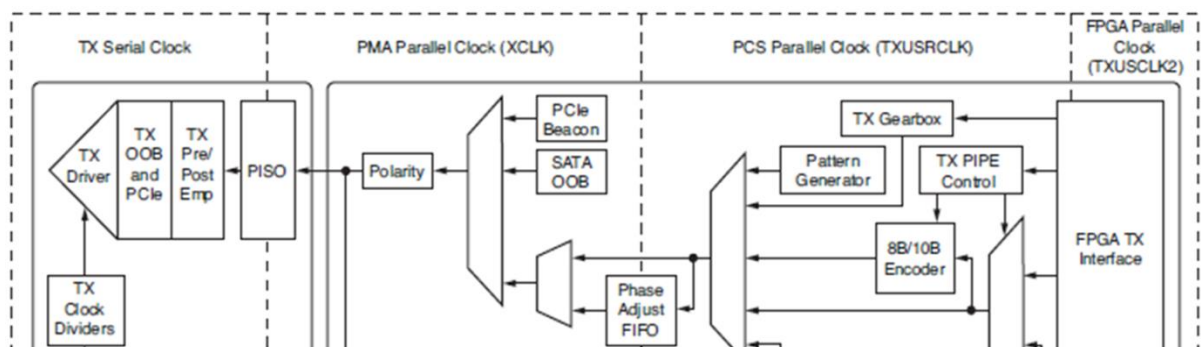 TX Serial Clock
PMA Parallel Clock (XCLK)
PCS Parallel Clock (TXUSRCLK)
FPGA Parallel
Clock
(TXUSCLK2)
TX
Driver
TX
OOB
and
PCIe
TX
Pre/
Post
Emp
PISO
Polarity
PCIe
Beacon
SATA
OOB
TX Gearbox
Pattern
Generator
TX PIPE
Control
8B/10B
Encoder
FPGA TX
Interface
TX
Clock
Dividers
Phase
Adjust
FIFO